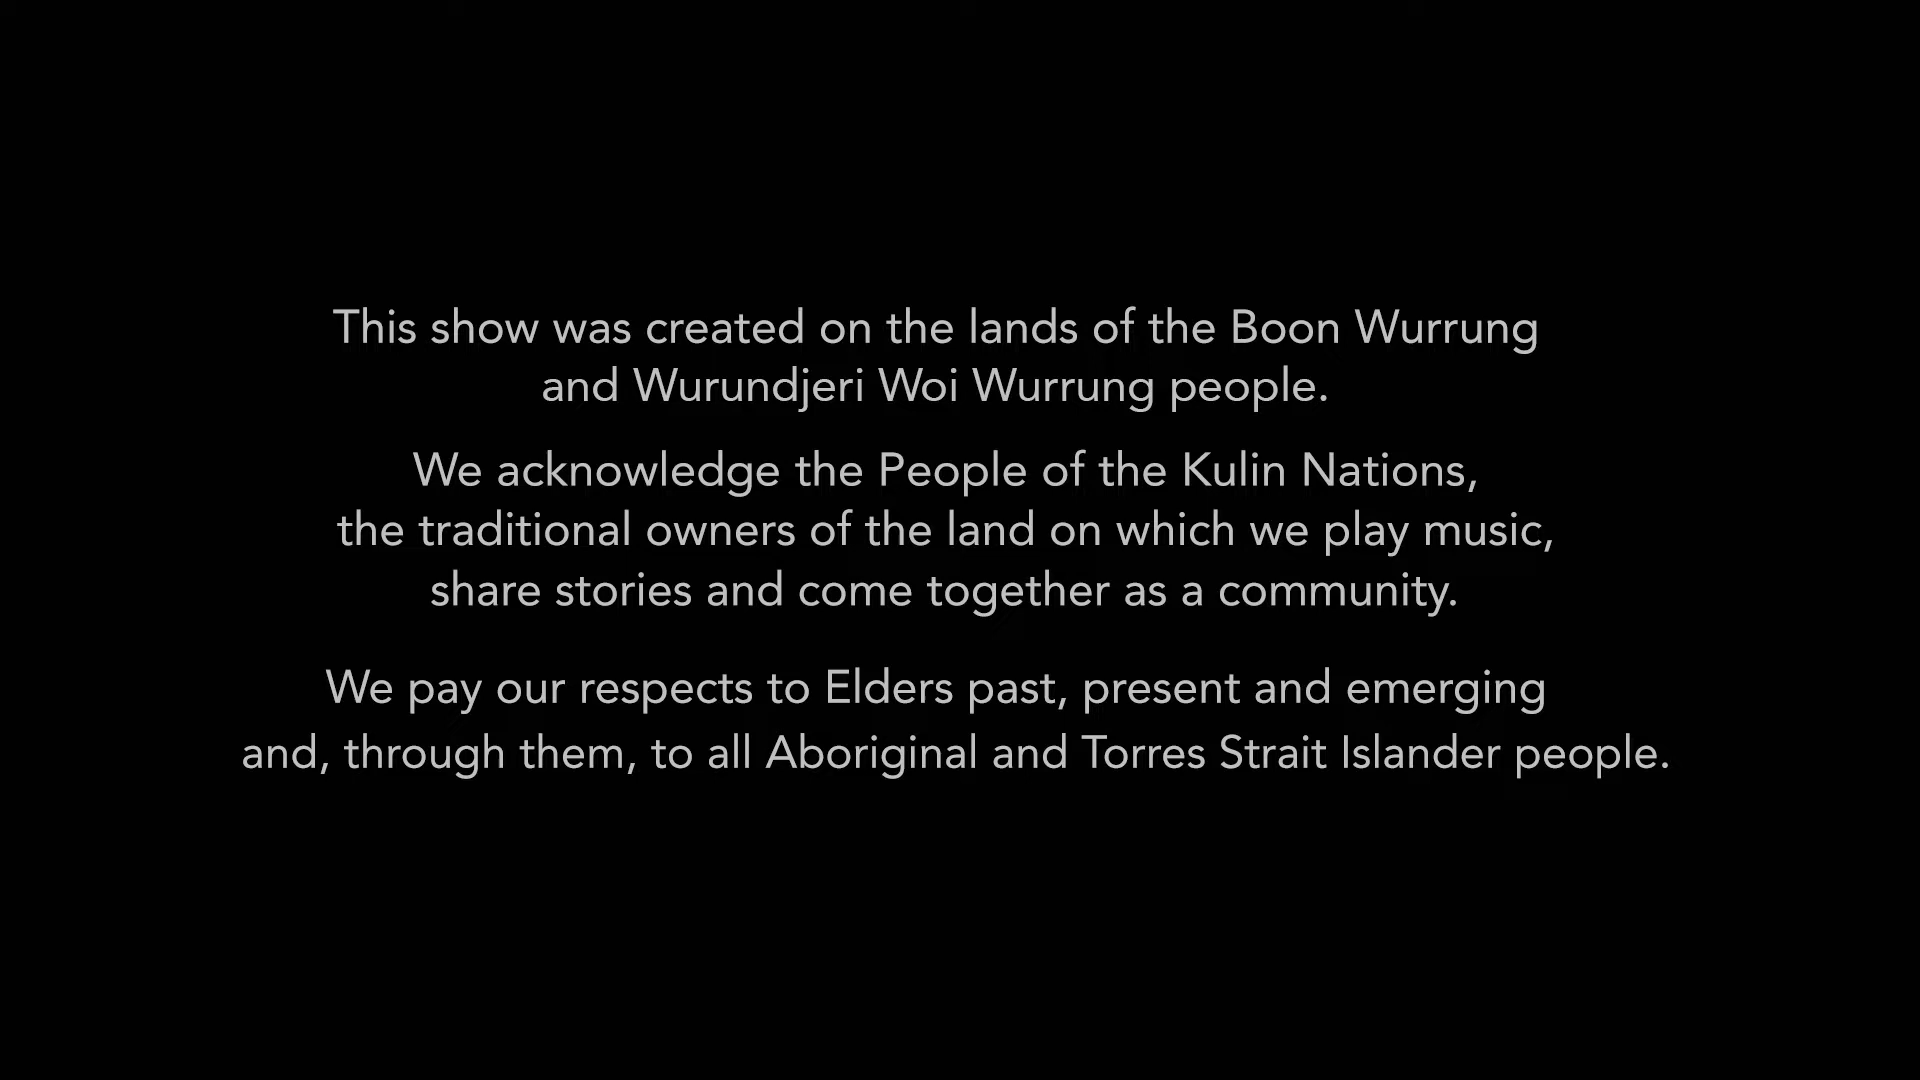 This show was created on the lands of the Boon Wurrung
and Wurundjeri Woi Wurrung people.
We acknowledge the People of the Kulin Nations,
the traditional owners of the land on which we play music,
share stories and come together as a community.
We pay our respects to Elders past, present and emerging
and, through them, to all Aboriginal and Torres Strait Islander people.